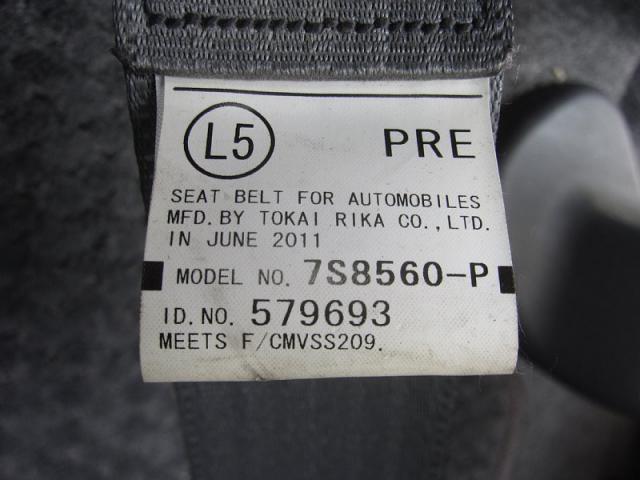 L5 PRE
SEAT BELT FOR AUTOMOBILES
MFD. BY TOKAI RIKA CO., LTD.
IN JUNE 2011
MODEL NO. 7S8560-P
ID. NO. 579693
MEETS F/CMVSS209.